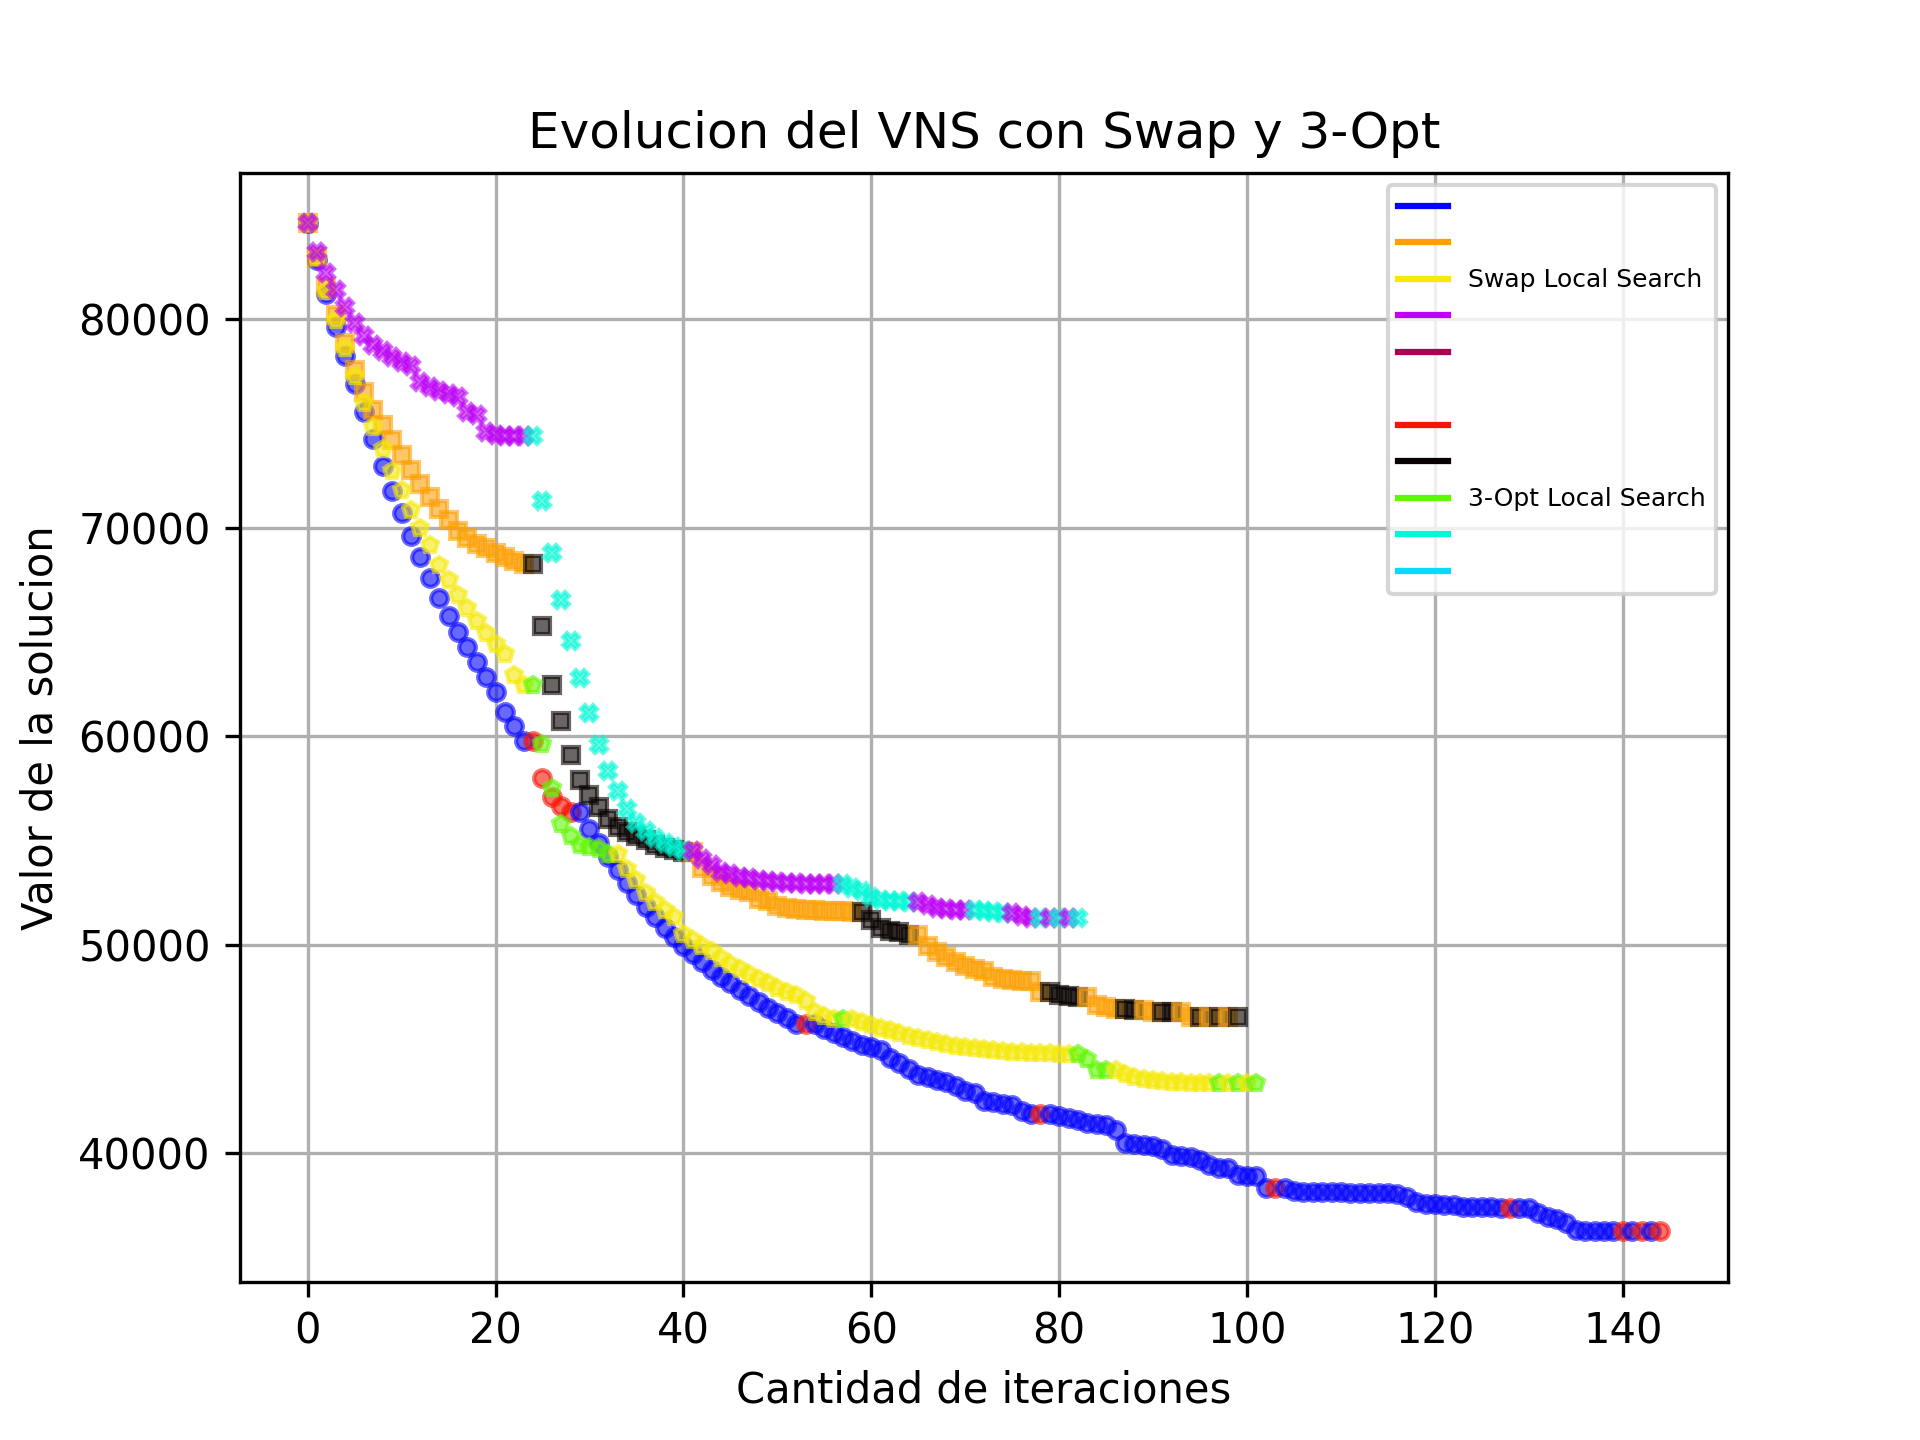 Evolucion del VNS con Swap y 3-Opt
Valor de la solucion
80000
70000
60000
50000
40000
Swap Local Search
3-Opt Local Search
0 20 40 60 80 100 120 140
Cantidad de iteraciones